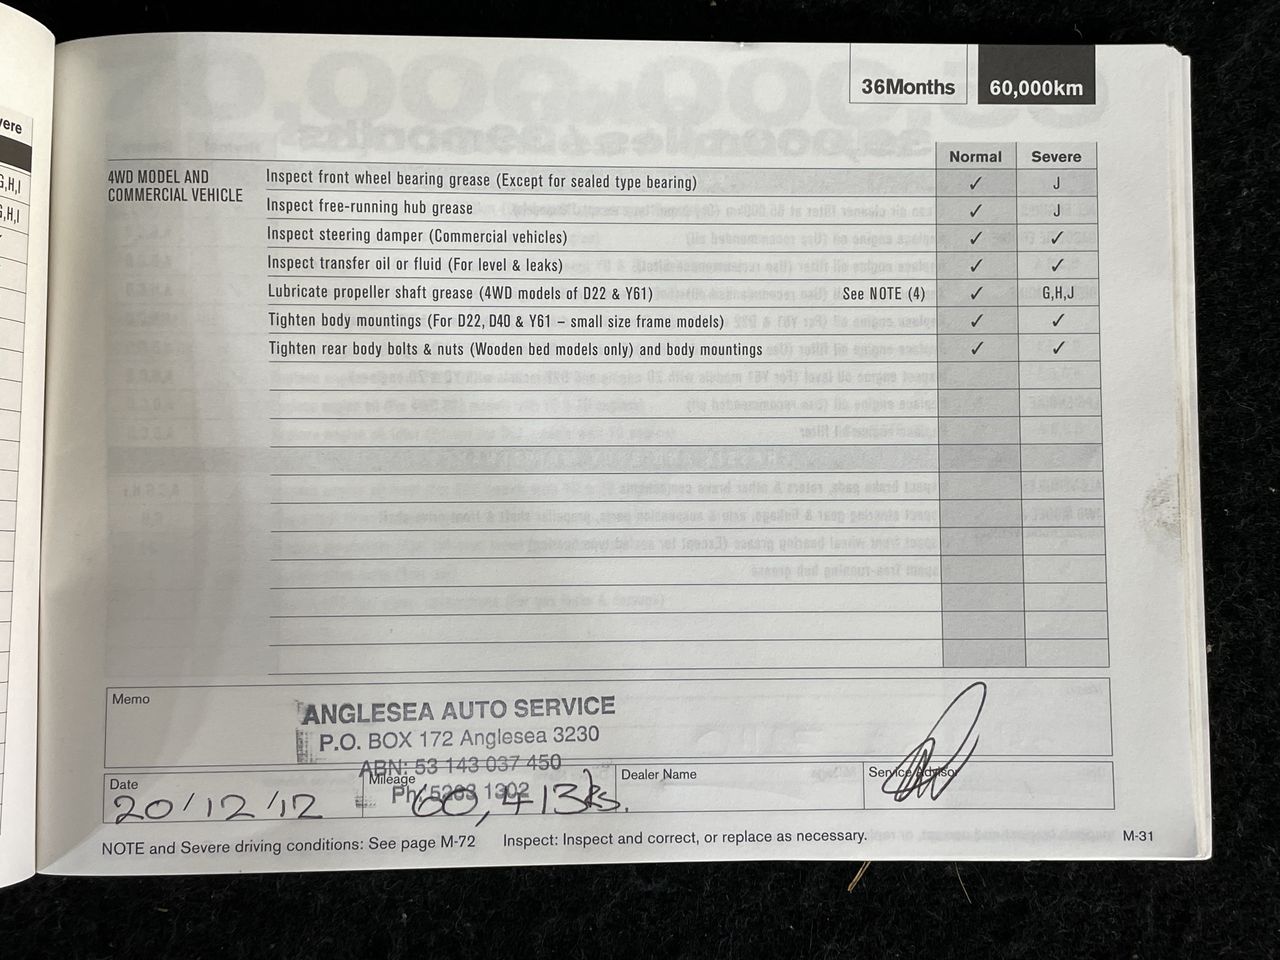 vere
G,H,I
G,H,I
36Months 60,000km
Normal Severe
4WD MODEL AND COMMERCIAL VEHICLE
Inspect front wheel bearing grease (Except for sealed type bearing) ✓ J
Inspect free-running hub grease ✓ J
Inspect steering damper (Commercial vehicles) ✓ ✓
Inspect transfer oil or fluid (For level & leaks) ✓ ✓
Lubricate propeller shaft grease (4WD models of D22 & Y61) See NOTE (4) ✓ G,H,J
Tighten body mountings (For D22, D40 & Y61 – small size frame models) ✓ ✓
Tighten rear body bolts & nuts (Wooden bed models only) and body mountings ✓ ✓
Memo
ANGLESEA AUTO SERVICE
P.O. BOX 172 Anglesea 3230
ABN: 53 143 037 450
Ph: 5263 1302
Date Mileage Dealer Name Service Advisor
20/12/12 60,413ks.
NOTE and Severe driving conditions: See page M-72 Inspect: Inspect and correct, or replace as necessary. M-31